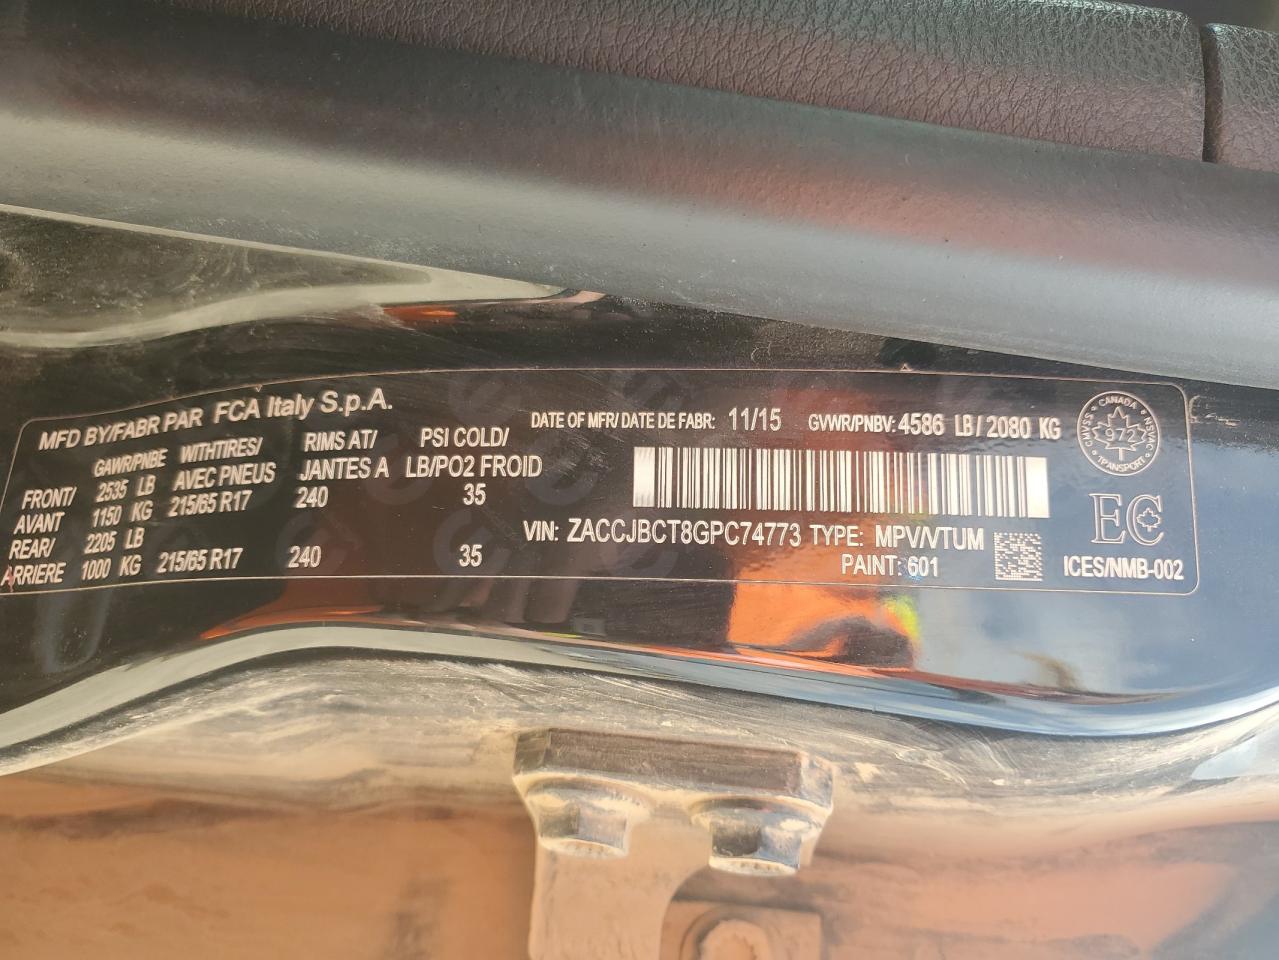 MFD BY/FABR PAR FCA Italy S.p.A.
DATE OF MFR/DATE DE FABR: 11/15 GVWR/PNBV: 4586 LB / 2080 KG
GAWR/PNBE WITHTIRES/ RIMS AT/ PSI COLD/
AVEC PNEUS JANTES A LB/PO2 FROID
FRONT/ 2535 LB 215/65 R17 240 35
AVANT 1150 KG
REAR/ 2205 LB
ARRIERE 1000 KG 215/65 R17 240 35
VIN: ZACCJBCT8GPC74773 TYPE: MPV/VTUM
PAINT: 601
CANADA
CMVSS 972 NSVAC
TRANSPORT
EC
ICES/NMB-002